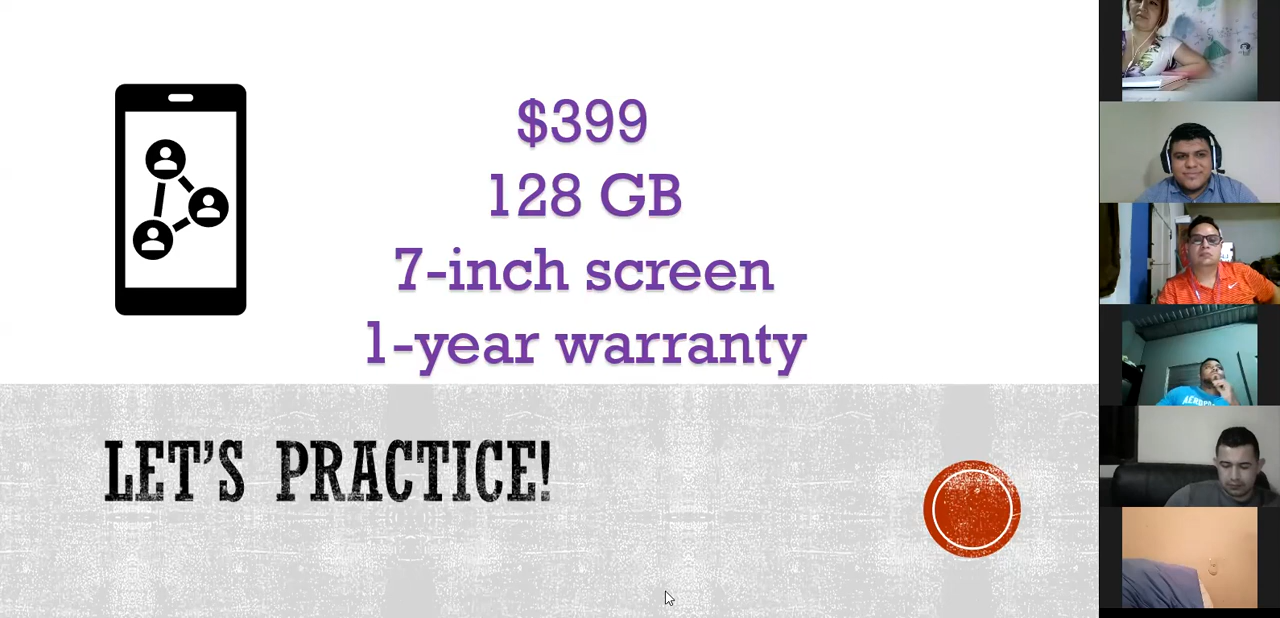 $399
128 GB
7-inch screen
1-year warranty
LET'S PRACTICE!